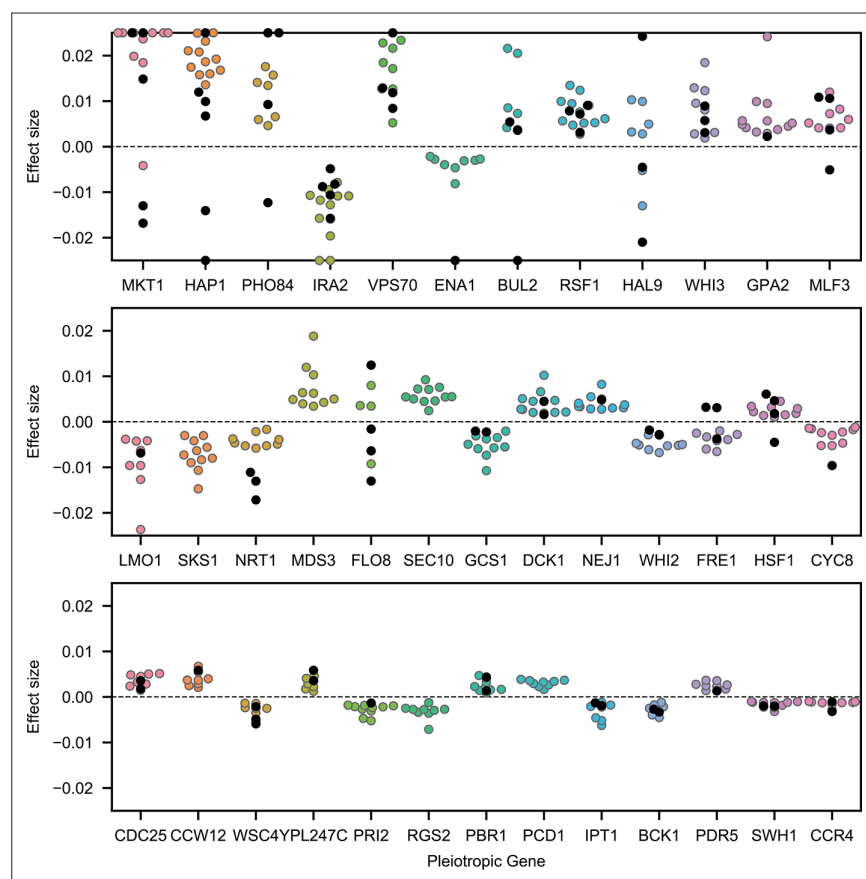 0.02
0.01
0.00
−0.01
−0.02
Effect size
MKT1 HAP1 PHO84 IRA2 VPS70 ENA1 BUL2 RSF1 HAL9 WHI3 GPA2 MLF3
0.02
0.01
0.00
−0.01
−0.02
Effect size
LMO1 SKS1 NRT1 MDS3 FLO8 SEC10 GCS1 DCK1 NEJ1 WHI2 FRE1 HSF1 CYC8
0.02
0.01
0.00
−0.01
−0.02
Effect size
CDC25 CCW12 WSC4 YPL247C PRI2 RGS2 PBR1 PCD1 IPT1 BCK1 PDR5 SWH1 CCR4
Pleiotropic Gene